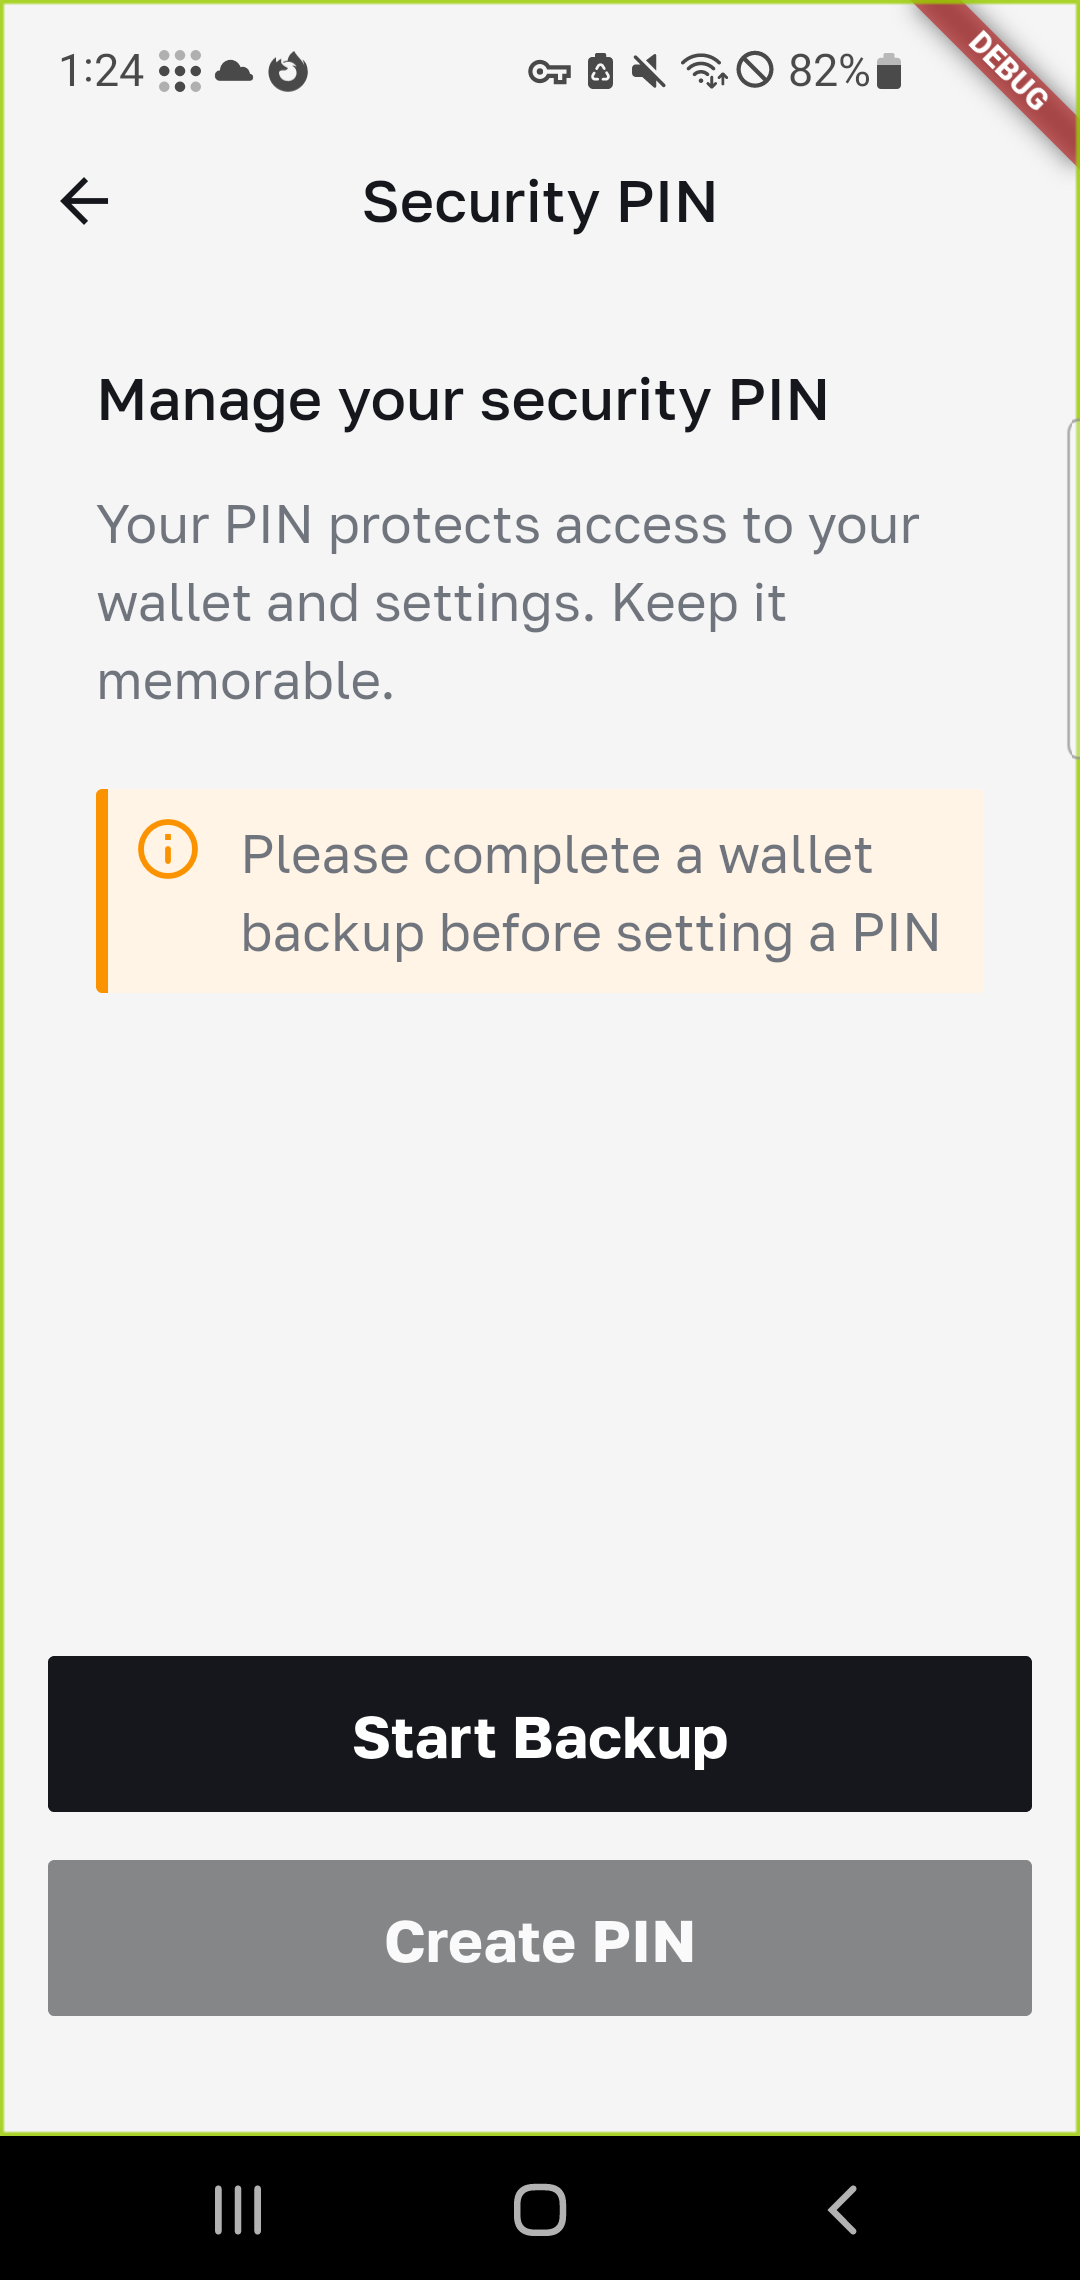 1:24
82%
DEBUG
Security PIN
Manage your security PIN
Your PIN protects access to your
wallet and settings. Keep it
memorable.
Please complete a wallet
backup before setting a PIN
Start Backup
Create PIN